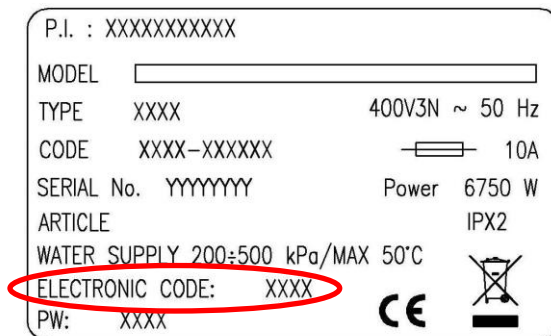 P.I. : XXXXXXXXXXX
MODEL
TYPE XXXX 400V3N ~ 50 Hz
CODE XXXX-XXXXXX 10A
SERIAL No. YYYYYYYY Power 6750 W
ARTICLE IPX2
WATER SUPPLY 200÷500 kPa/MAX 50°C
ELECTRONIC CODE: XXXX
PW: XXXX CE